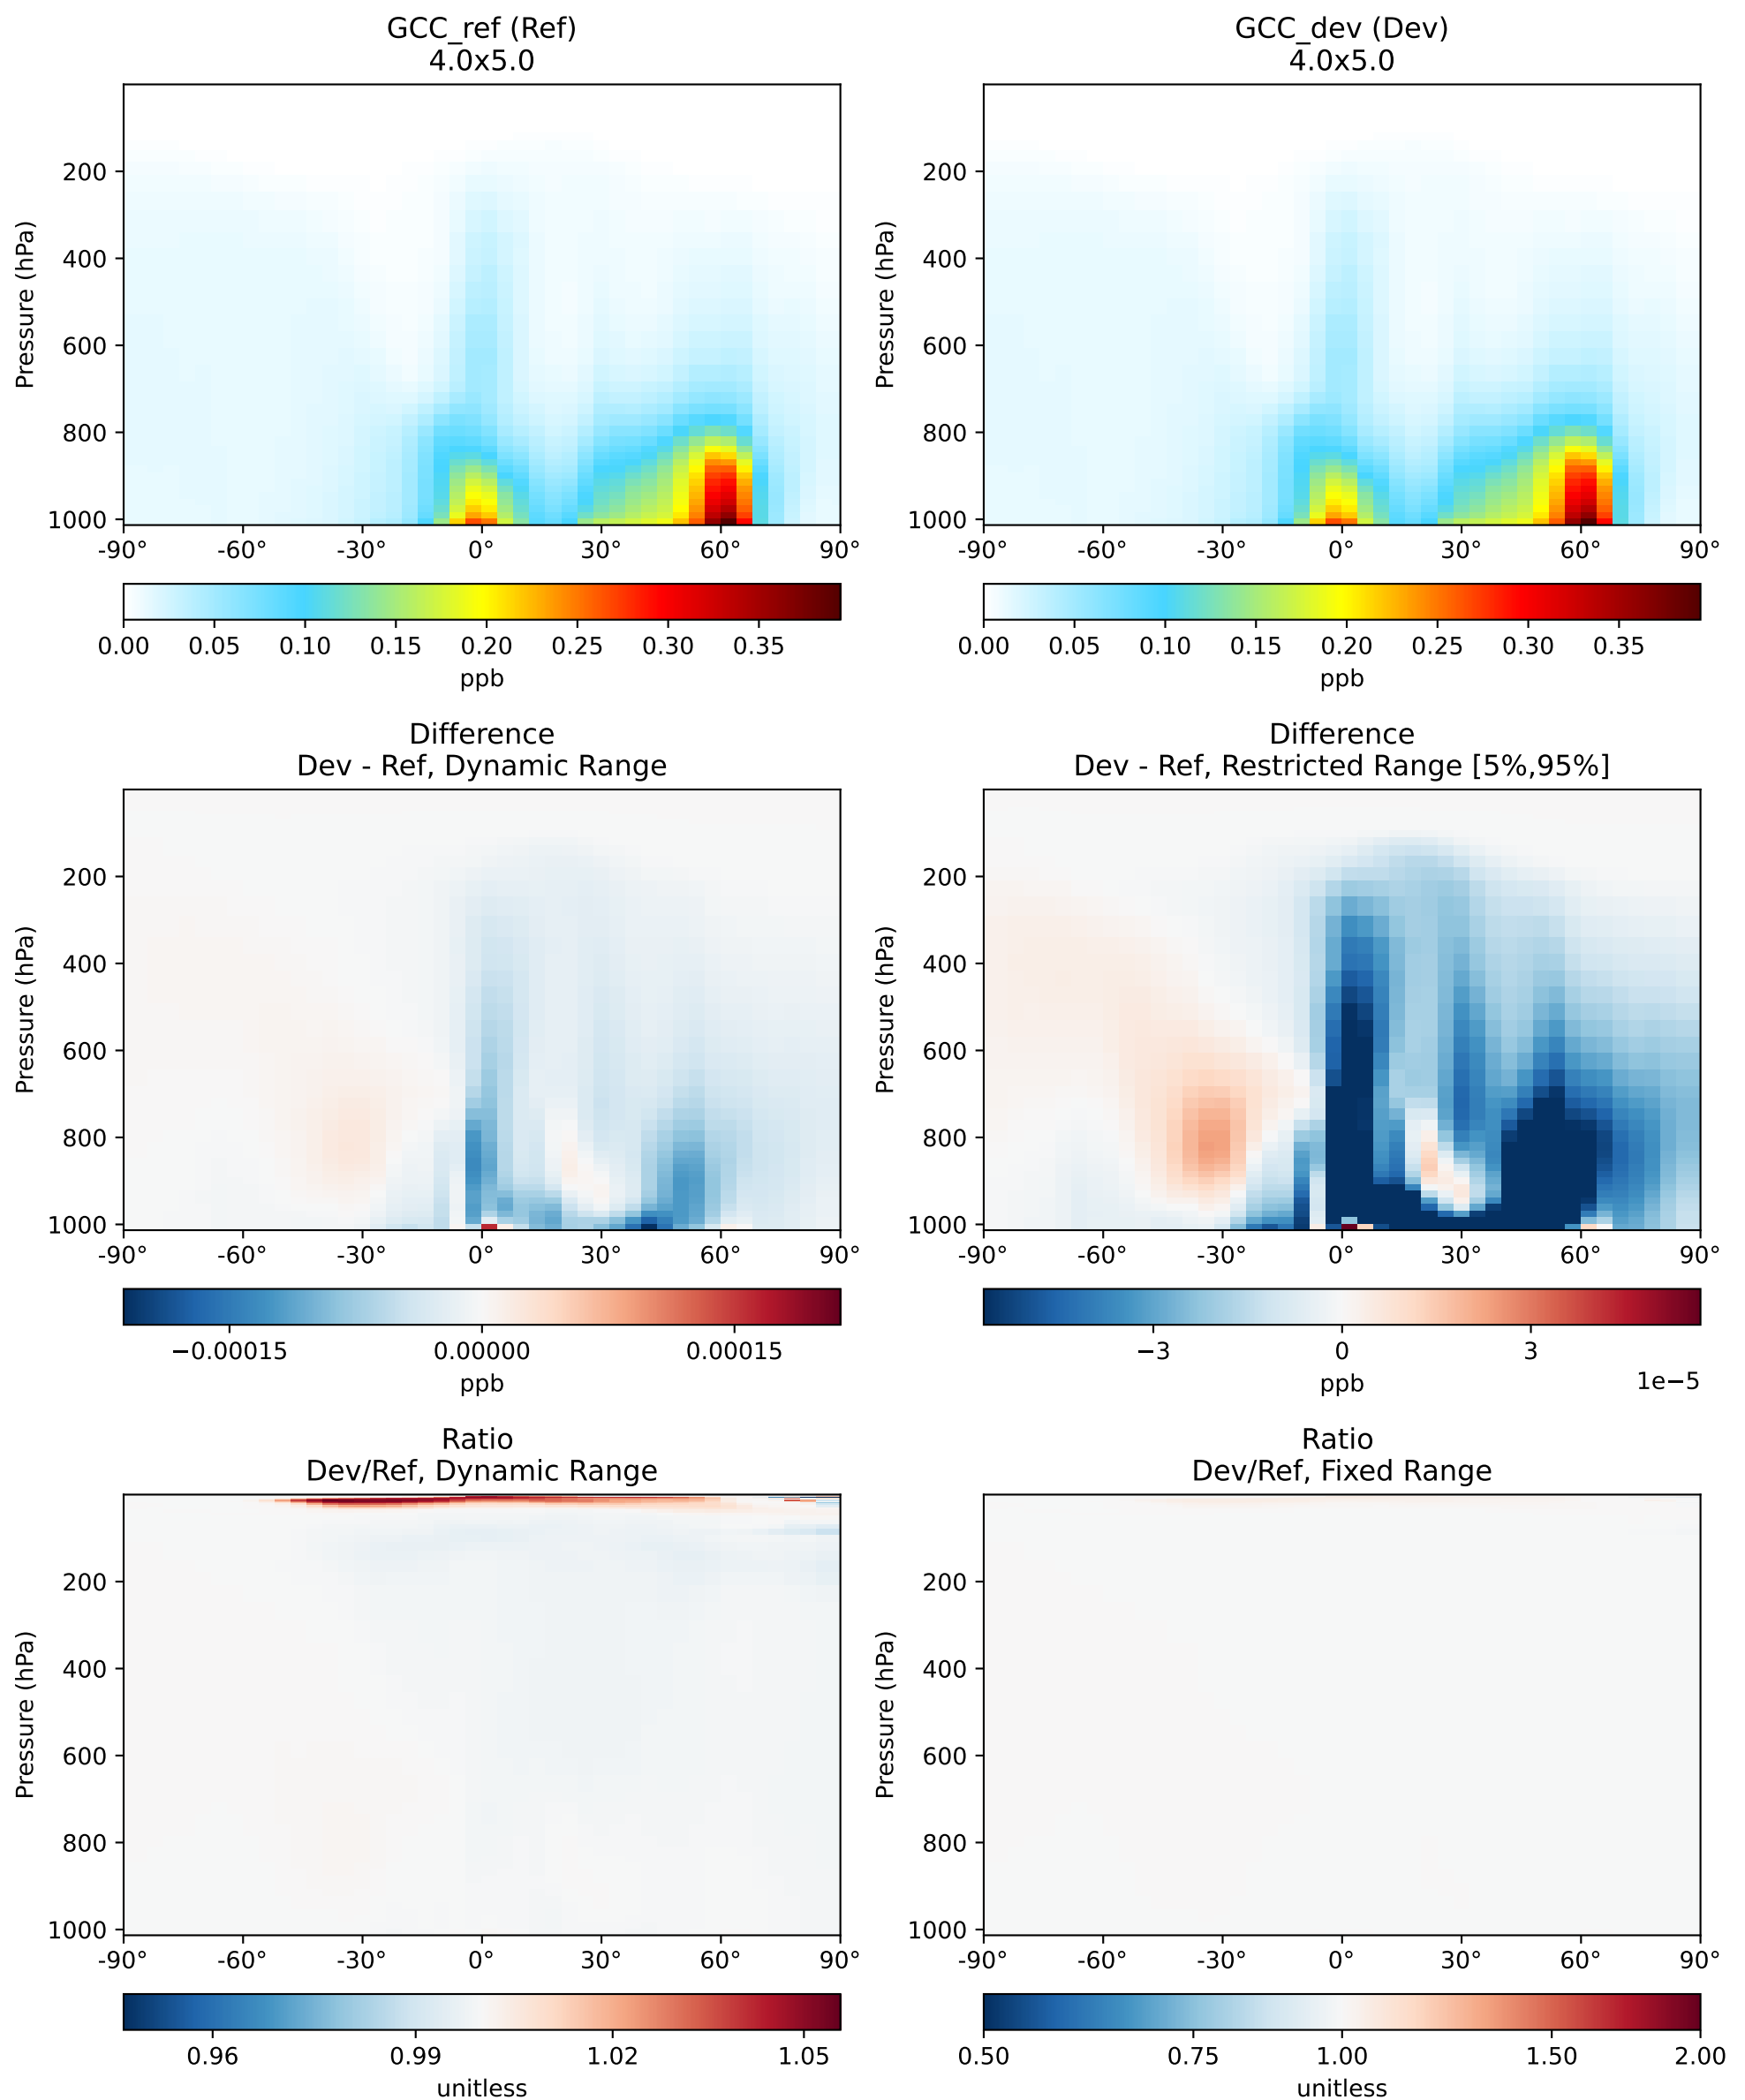 GCC_ref (Ref)
4.0x5.0
Pressure (hPa)
200
400
600
800
1000
-90° -60° -30° 0° 30° 60° 90°
0.00 0.05 0.10 0.15 0.20 0.25 0.30 0.35
ppb
GCC_dev (Dev)
4.0x5.0
Pressure (hPa)
200
400
600
800
1000
-90° -60° -30° 0° 30° 60° 90°
0.00 0.05 0.10 0.15 0.20 0.25 0.30 0.35
ppb
Difference
Dev - Ref, Dynamic Range
Pressure (hPa)
200
400
600
800
1000
-90° -60° -30° 0° 30° 60° 90°
−0.00015 0.00000 0.00015
ppb
Difference
Dev - Ref, Restricted Range [5%,95%]
Pressure (hPa)
200
400
600
800
1000
-90° -60° -30° 0° 30° 60° 90°
−3 0 3
1e−5
ppb
Ratio
Dev/Ref, Dynamic Range
Pressure (hPa)
200
400
600
800
1000
-90° -60° -30° 0° 30° 60° 90°
0.96 0.99 1.02 1.05
unitless
Ratio
Dev/Ref, Fixed Range
Pressure (hPa)
200
400
600
800
1000
-90° -60° -30° 0° 30° 60° 90°
0.50 0.75 1.00 1.50 2.00
unitless